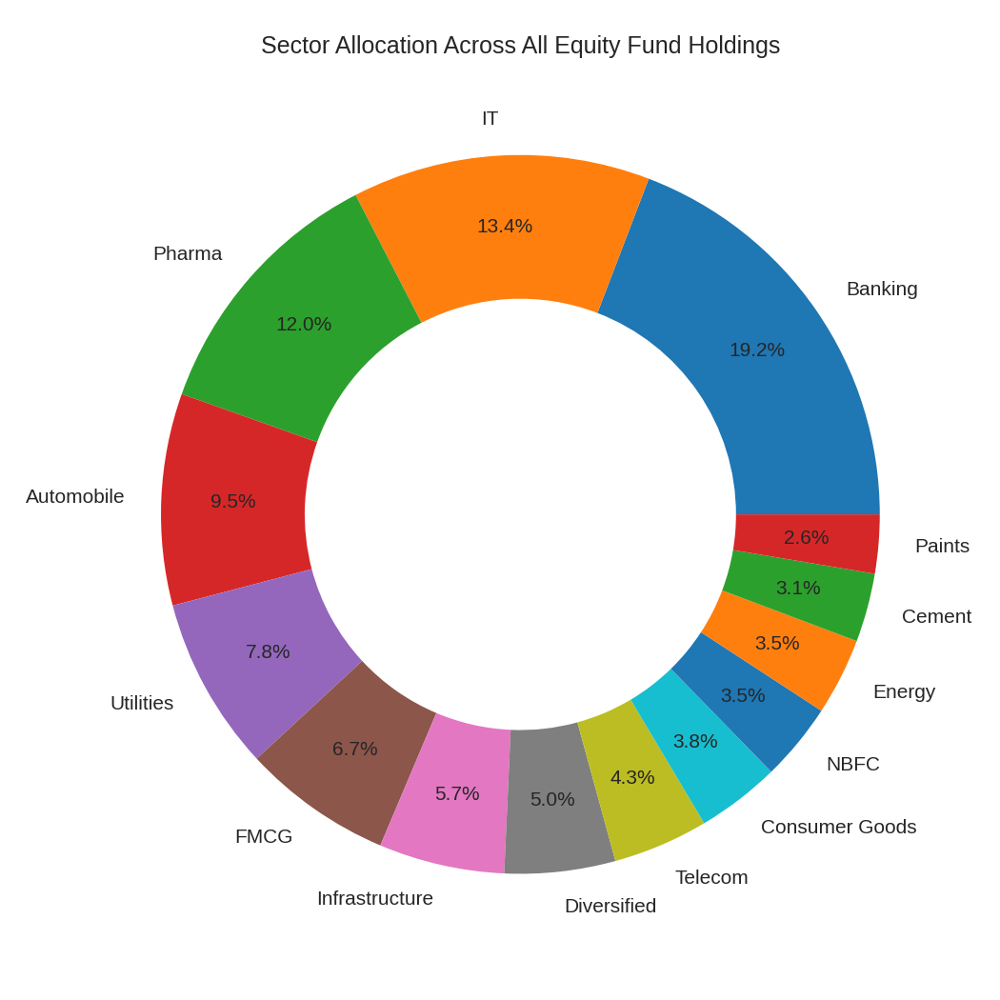 Sector Allocation Across All Equity Fund Holdings
IT
13.4%
Pharma
12.0%
Banking
19.2%
Automobile
9.5%
Utilities
7.8%
FMCG
6.7%
Infrastructure
5.7%
Diversified
5.0%
Telecom
4.3%
Consumer Goods
3.8%
NBFC
3.5%
Energy
3.5%
Cement
3.1%
Paints
2.6%